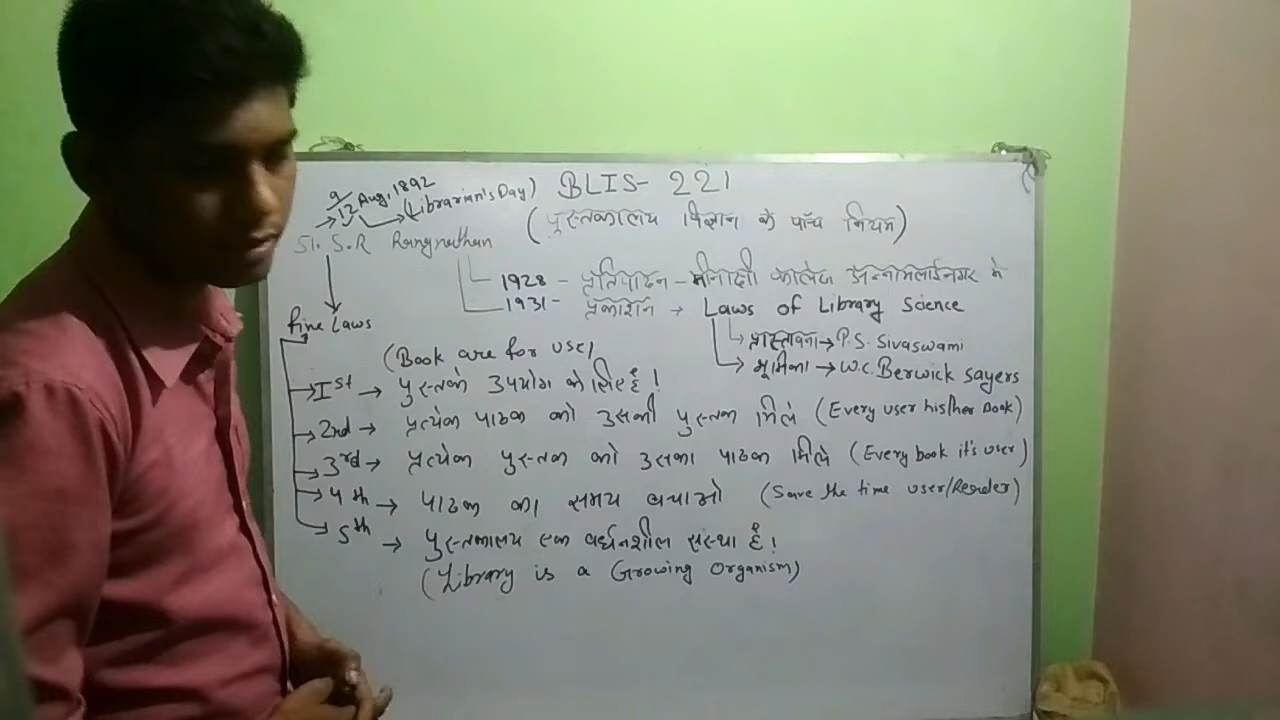 BLIS- 221
9/12 Aug, 1892 (Librarian's Day)
(पुस्तकालय विज्ञान के पाँच नियम)
डा. S.R Rangnathan
1928 - प्रतिपादन - मीनाक्षी कालेज अन्नामलाईनगर में
1931 - प्रकाशन → Laws of Library Science
Five Laws
प्रस्तावना → P.S. Sivaswami
(Book are for use)
भूमिका → W.C. Berwick Sayers
Ist → पुस्तकें उपयोग के लिए हैं।
2nd → प्रत्येक पाठक को उसकी पुस्तक मिले (Every user his/her Book)
3rd → प्रत्येक पुस्तक को उसका पाठक मिले (Every book it's user)
4th → पाठक का समय बचाओ (Save the time user/Reader)
5th → पुस्तकालय एक वर्धनशील संस्था है।
(Library is a Growing Organism)